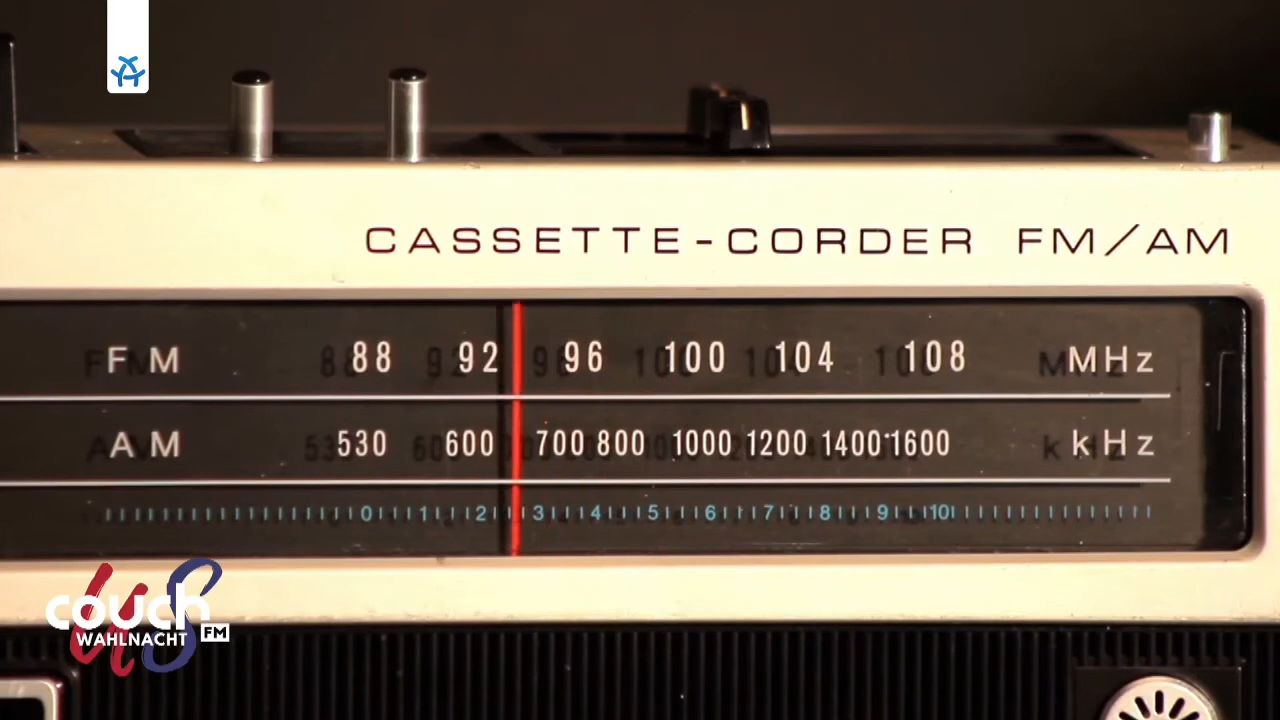 CASSETTE-CORDER FM/AM
FM 88 92 96 100 104 108 MHz
AM 530 600 700 800 1000 1200 1400 1600 kHz
0 1 2 3 4 5 6 7 8 9 10
US
couch
WAHLNACHT FM